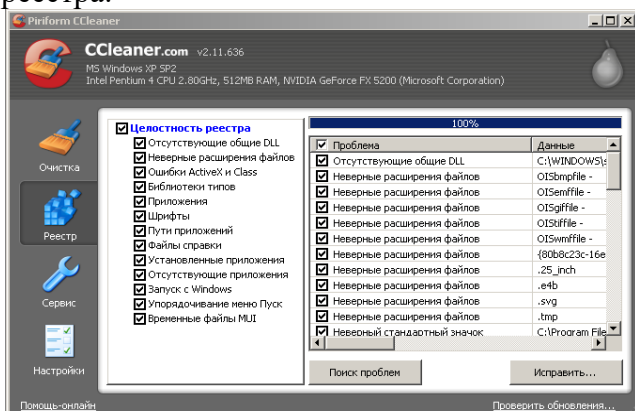 реестра.
Piriform CCleaner
CCleaner.com v2.11.636
MS Windows XP SP2
Intel Pentium 4 CPU 2.80GHz, 512MB RAM, NVIDIA GeForce FX 5200 (Microsoft Corporation)
Очистка
Реестр
Сервис
Настройки
Целостность реестра
Отсутствующие общие DLL
Неверные расширения файлов
Ошибки ActiveX и Class
Библиотеки типов
Приложения
Шрифты
Пути приложений
Файлы справки
Установленные приложения
Отсутствующие приложения
Запуск с Windows
Упорядочивание меню Пуск
Временные файлы MUI
100%
Проблема Данные
Отсутствующие общие DLL C:\WINDOWS\s
Неверные расширения файлов OISbmpfile -
Неверные расширения файлов OISemffile -
Неверные расширения файлов OISgiffile -
Неверные расширения файлов OIStiffile -
Неверные расширения файлов OISwmffile -
Неверные расширения файлов {80b8c23c-16e
Неверные расширения файлов .25_inch
Неверные расширения файлов .e4b
Неверные расширения файлов .svg
Неверные расширения файлов .tmp
Неверный стандартный значок C:\Program File
Поиск проблем Исправить...
Помощь-онлайн Проверить обновления...